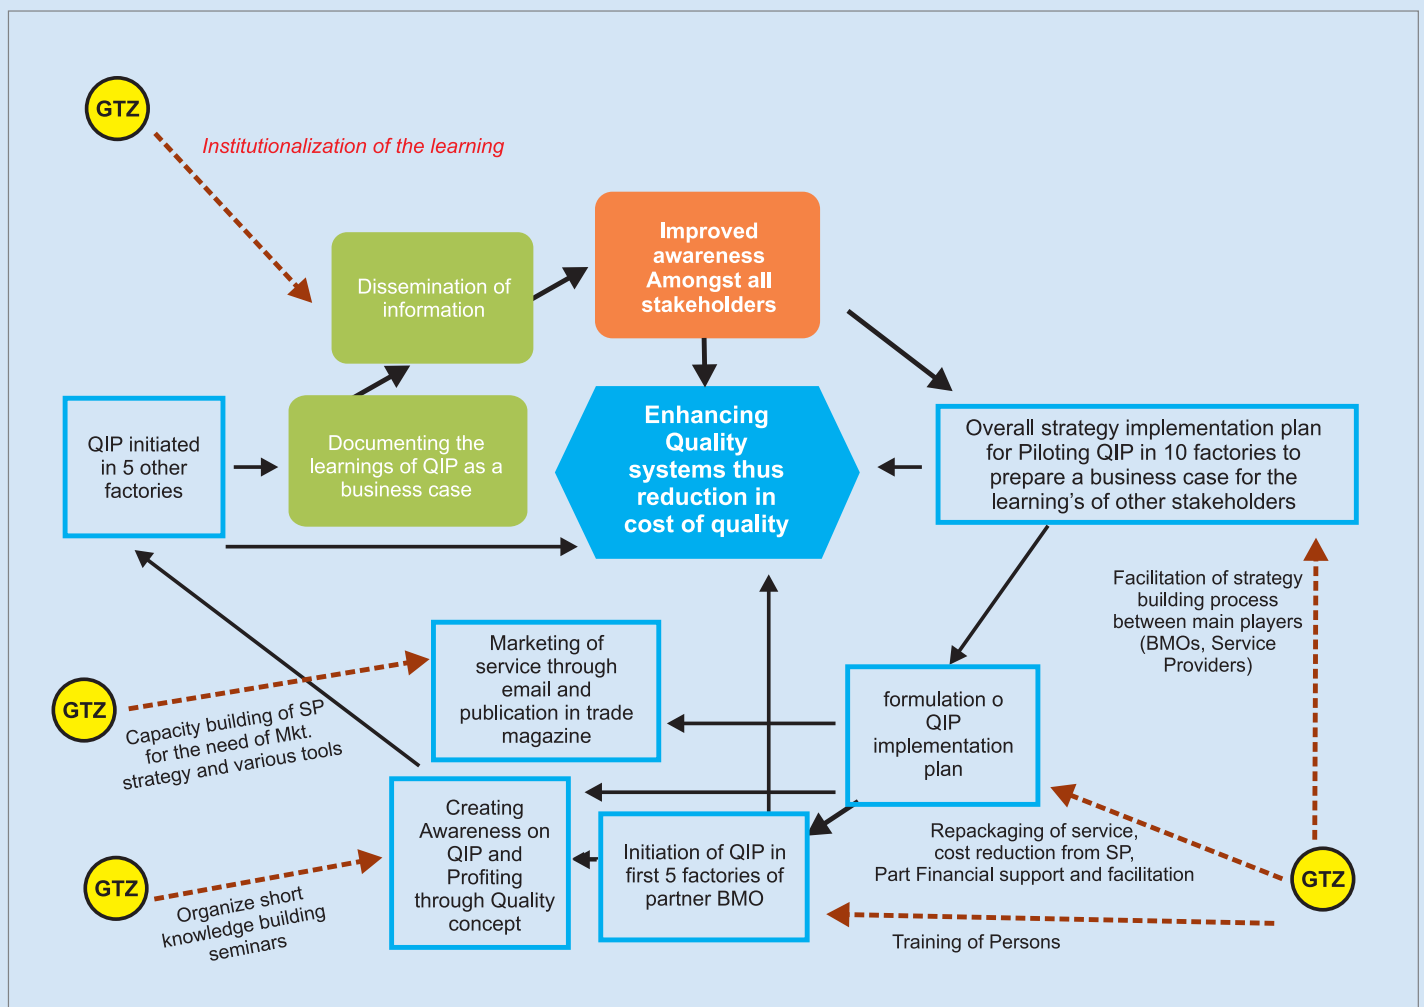 GTZ
Institutionalization of the learning
Improved
awareness
Amongst all
stakeholders
Dissemination of
information
QIP initiated
in 5 other
factories
Documenting the
learnings of QIP as a
business case
Enhancing
Quality
systems thus
reduction in
cost of quality
Overall strategy implementation plan
for Piloting QIP in 10 factories to
prepare a business case for the
learning's of other stakeholders
Facilitation of strategy
building process
between main players
(BMOs, Service
Providers)
Marketing of
service through
email and
publication in trade
magazine
formulation o
QIP
implementation
plan
GTZ
Capacity building of SP
for the need of Mkt.
strategy and various tools
Creating
Awareness on
QIP and
Profiting
through Quality
concept
Initiation of QIP in
first 5 factories of
partner BMO
Repackaging of service,
cost reduction from SP,
Part Financial support and facilitation
GTZ
GTZ
Organize short
knowledge building
seminars
Training of Persons